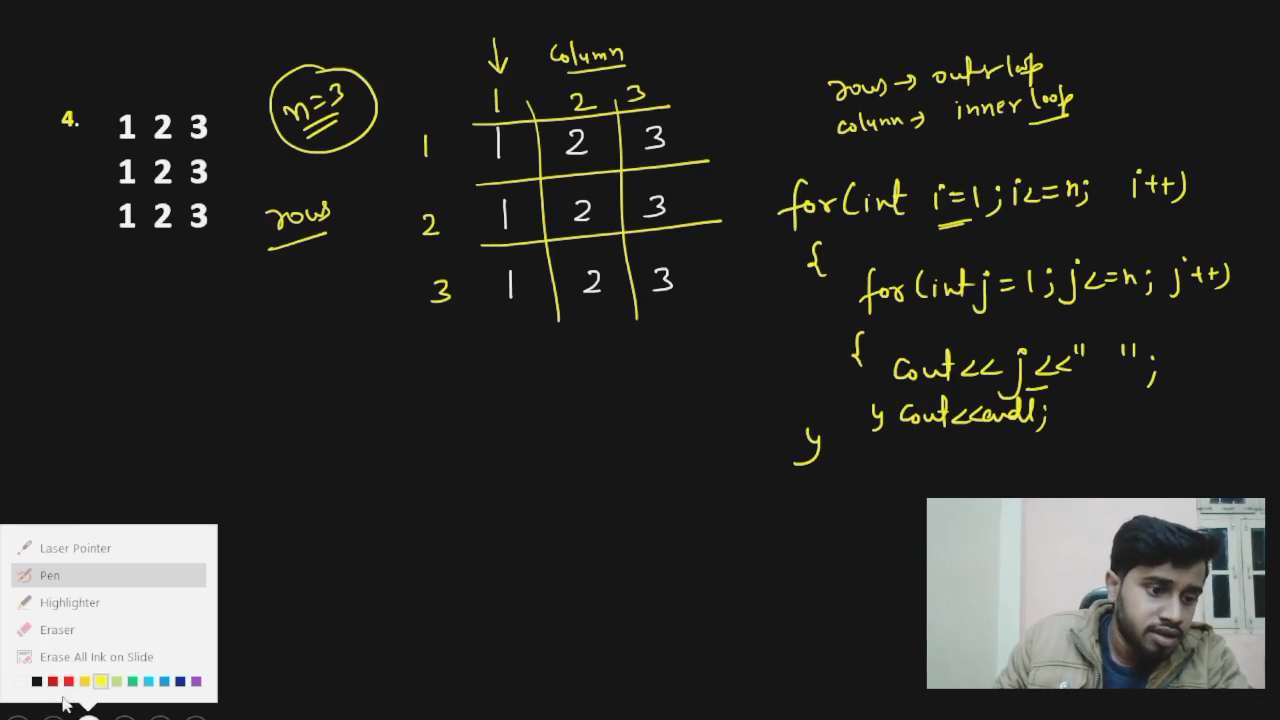 4.
1 2 3
1 2 3
1 2 3
n=3
rows
column
1 2 3
1 1 2 3
2 1 2 3
3 1 2 3
rows → outer loop
column → inner loop
for(int i=1; i<=n; i++)
{
for(int j=1; j<=n; j++)
{ cout<< j<<" ";
} cout<<endl;
}
Laser Pointer
Pen
Highlighter
Eraser
Erase All Ink on Slide